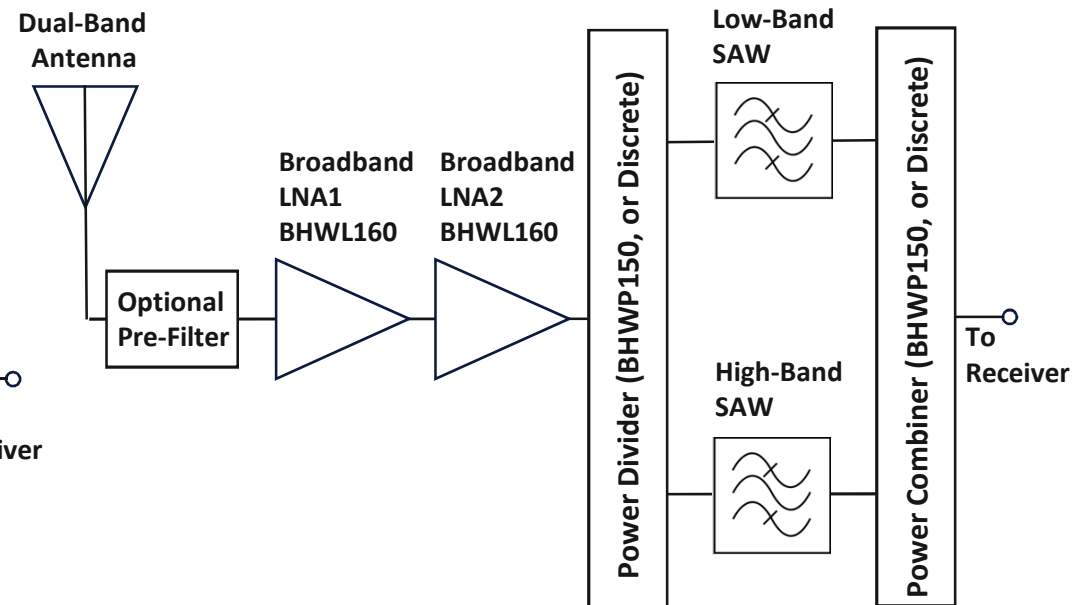 Dual-Band
Antenna
Optional
Pre-Filter
Broadband
LNA1
BHWL160
Broadband
LNA2
BHWL160
Power Divider (BHWP150, or Discrete)
Low-Band
SAW
High-Band
SAW
Power Combiner (BHWP150, or Discrete)
To
Receiver
iver